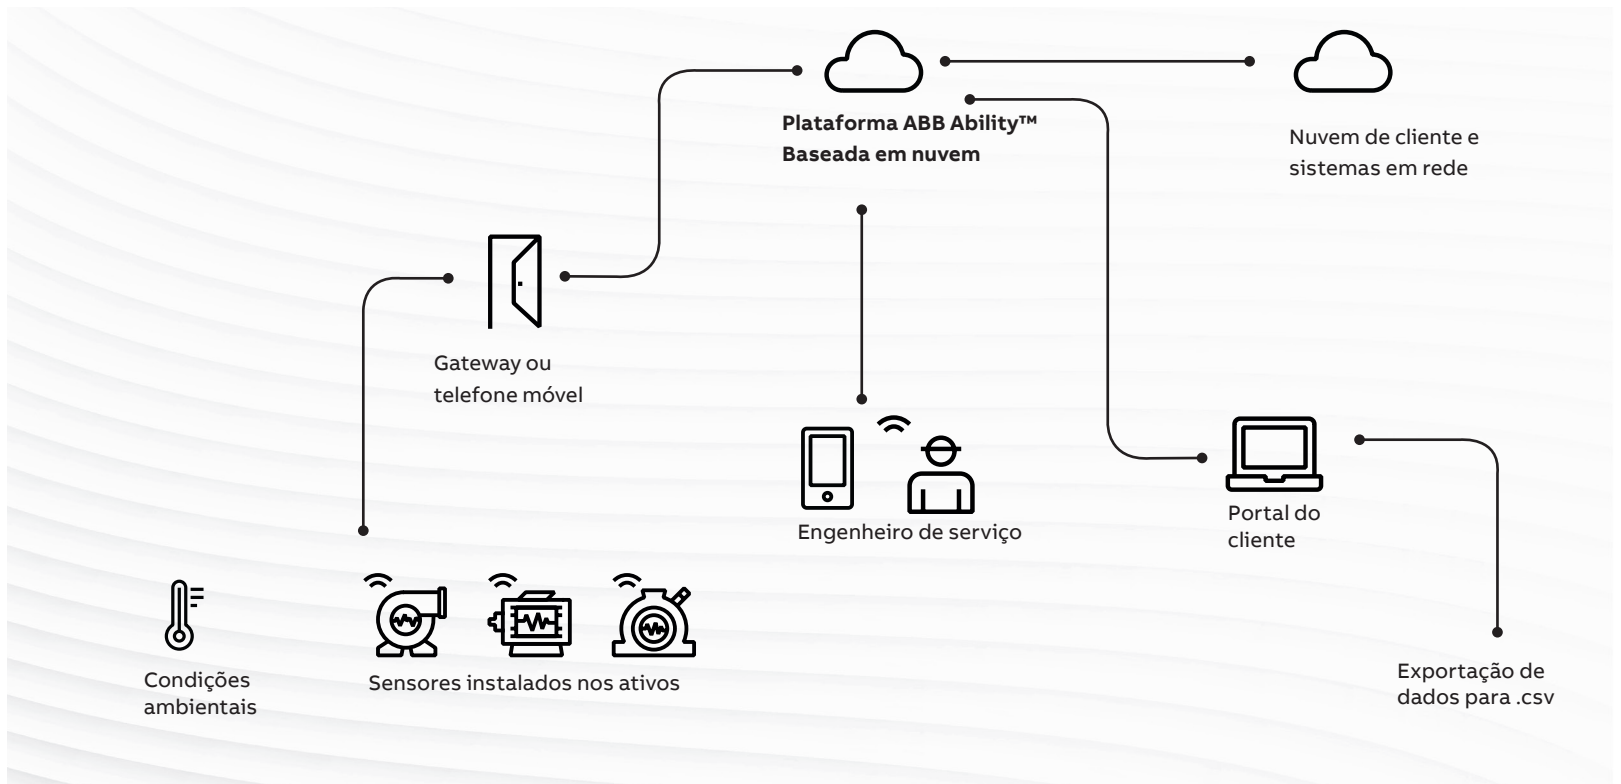 Plataforma ABB Ability™
Baseada em nuvem
Nuvem de cliente e
sistemas em rede
Gateway ou
telefone móvel
Engenheiro de serviço
Portal do
cliente
Condições
ambientais
Sensores instalados nos ativos
Exportação de
dados para .csv